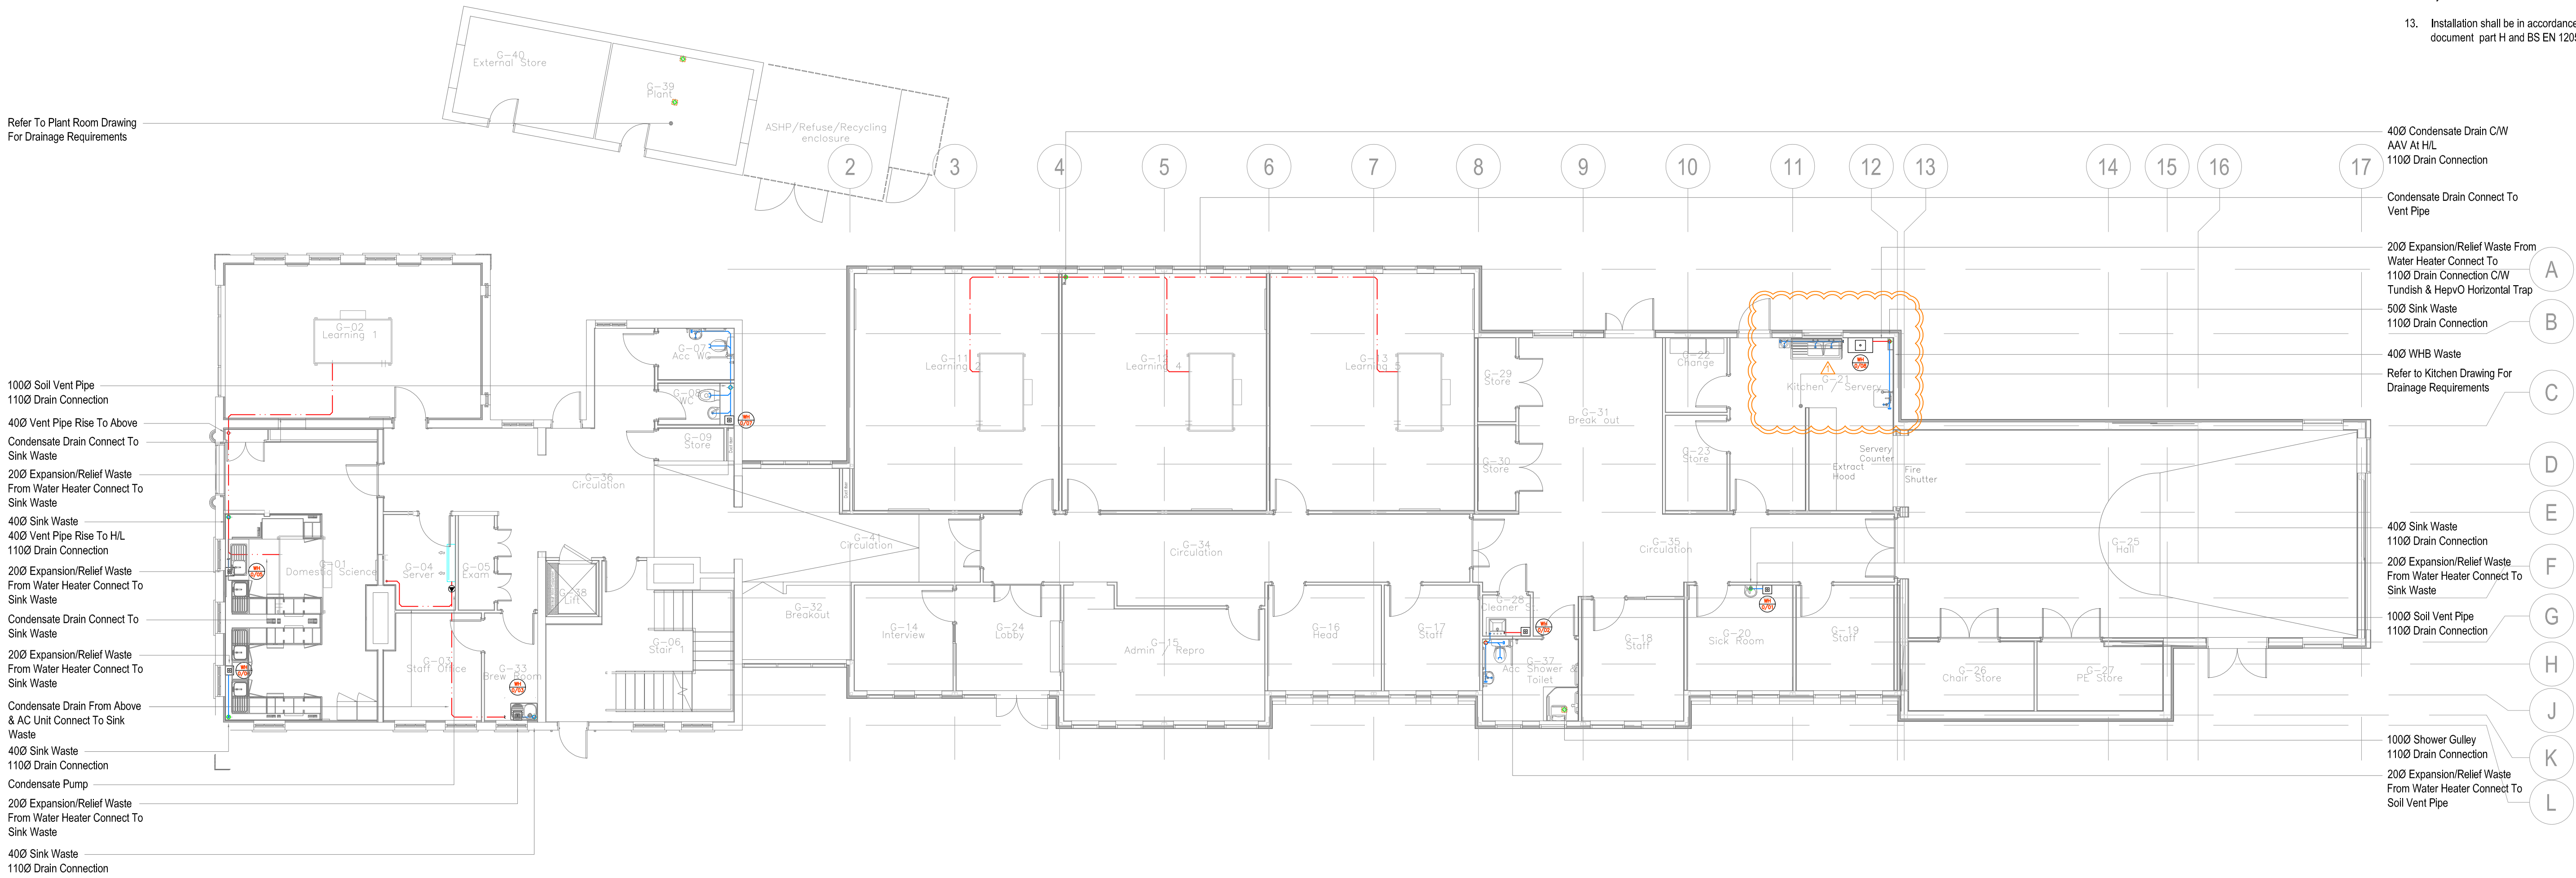 13. Installation shall be in accordance
document part H and BS EN 1205
Refer To Plant Room Drawing
For Drainage Requirements
G-40
External Store
G-39
Plant
ASHP/Refuse/Recycling
enclosure
2
3
4
5
6
7
8
9
10
11
12
13
14
15
16
17
40Ø Condensate Drain C/W
AAV At H/L
110Ø Drain Connection
Condensate Drain Connect To
Vent Pipe
20Ø Expansion/Relief Waste From
Water Heater Connect To
110Ø Drain Connection C/W
Tundish & HepvO Horizontal Trap
50Ø Sink Waste
110Ø Drain Connection
40Ø WHB Waste
Refer to Kitchen Drawing For
Drainage Requirements
A
B
C
D
E
F
G
H
J
K
L
40Ø Sink Waste
110Ø Drain Connection
20Ø Expansion/Relief Waste
From Water Heater Connect To
Sink Waste
100Ø Soil Vent Pipe
110Ø Drain Connection
100Ø Shower Gulley
110Ø Drain Connection
20Ø Expansion/Relief Waste
From Water Heater Connect To
Soil Vent Pipe
100Ø Soil Vent Pipe
110Ø Drain Connection
40Ø Vent Pipe Rise To Above
Condensate Drain Connect To
Sink Waste
20Ø Expansion/Relief Waste
From Water Heater Connect To
Sink Waste
40Ø Sink Waste
40Ø Vent Pipe Rise To H/L
110Ø Drain Connection
20Ø Expansion/Relief Waste
From Water Heater Connect To
Sink Waste
Condensate Drain Connect To
Sink Waste
20Ø Expansion/Relief Waste
From Water Heater Connect To
Sink Waste
Condensate Drain From Above
& AC Unit Connect To Sink
Waste
40Ø Sink Waste
110Ø Drain Connection
Condensate Pump
20Ø Expansion/Relief Waste
From Water Heater Connect To
Sink Waste
40Ø Sink Waste
110Ø Drain Connection
G-02
Learning 1
G-07
Acc WC
G-08
WC
G-09
Store
G-36
Circulation
G-01
Domestic Science
G-04
Server
G-05
Exam
G-38
Lift
G-03
Staff Office
G-33
Brew Room
G-06
Stair 1
G-41
Circulation
G-32
Breakout
G-11
Learning 2
G-12
Learning 4
G-13
Learning 5
G-34
Circulation
G-14
Interview
G-24
Lobby
G-15
Admin / Repro
G-16
Head
G-17
Staff
G-29
Store
G-30
Store
G-31
Break out
G-22
Change
G-23
Store
G-21
Kitchen / Servery
Servery
Counter
Extract
Hood
Fire
Shutter
G-35
Circulation
G-28
Cleaner St.
G-37
Acc Shower &
Toilet
G-18
Staff
G-20
Sick Room
G-19
Staff
G-25
Hall
G-26
Chair Store
G-27
PE Store